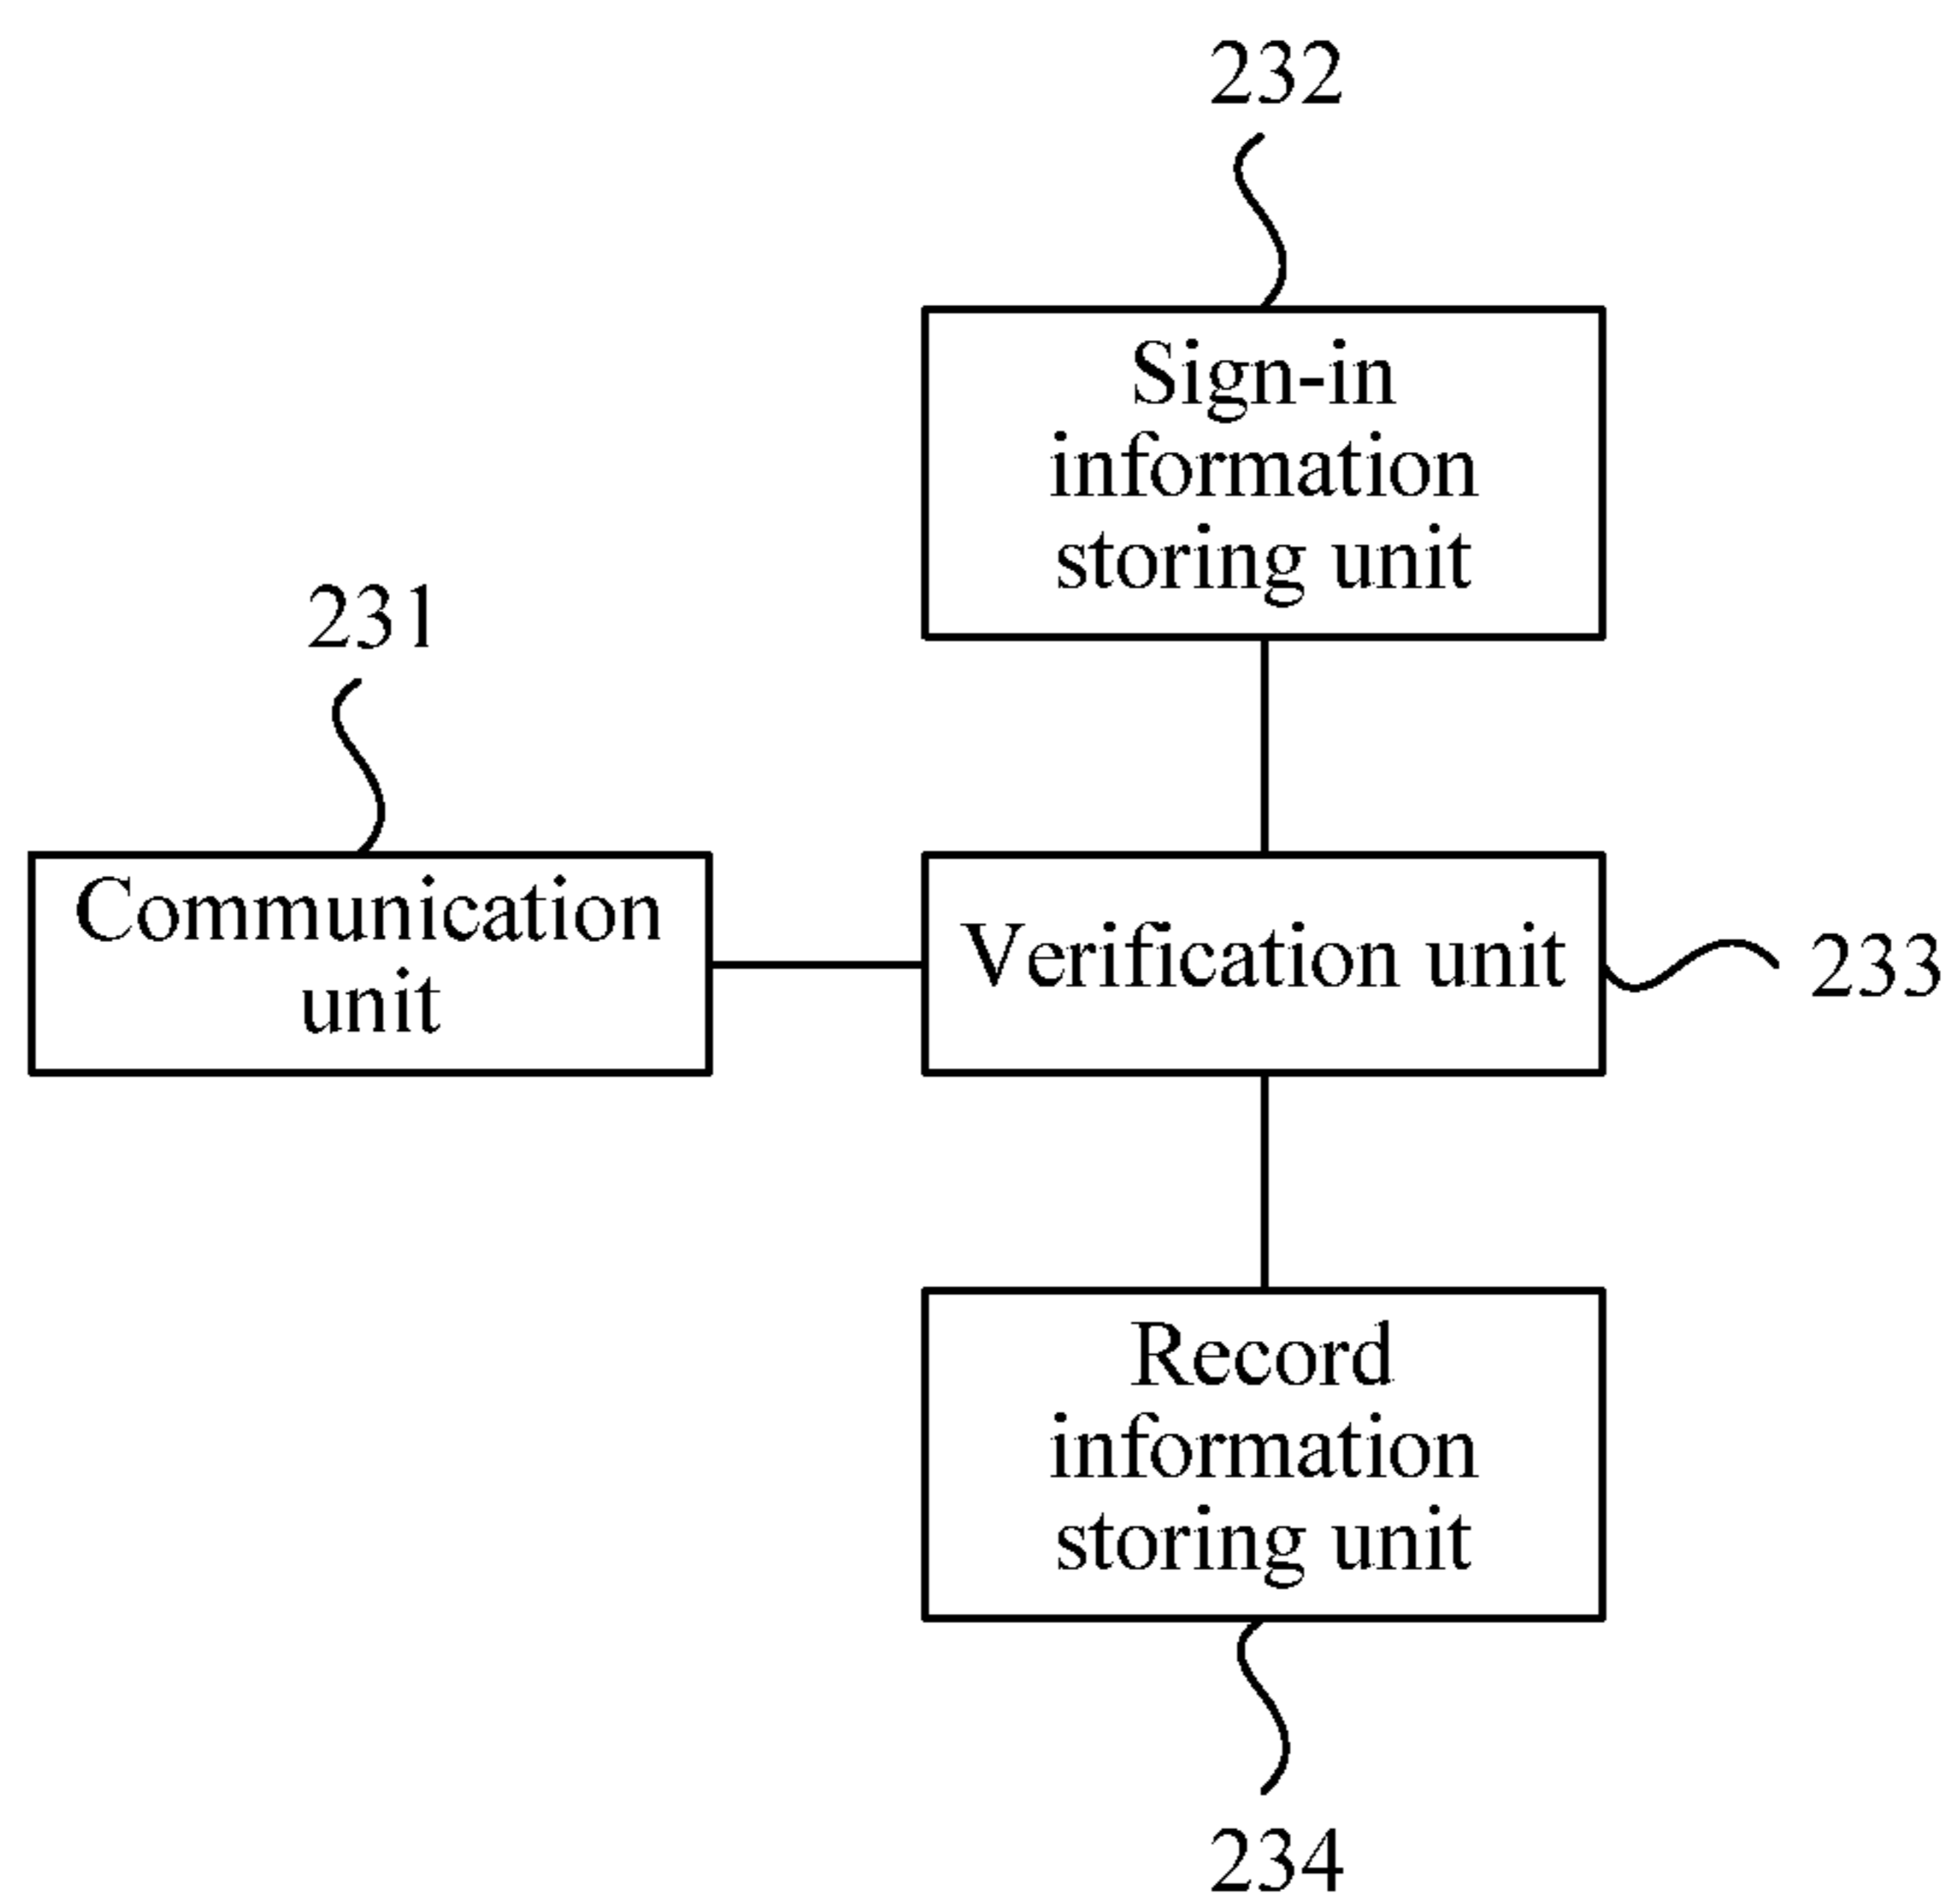 232
Sign-in
information
storing unit
231
Communication
unit
Verification unit
233
Record
information
storing unit
234